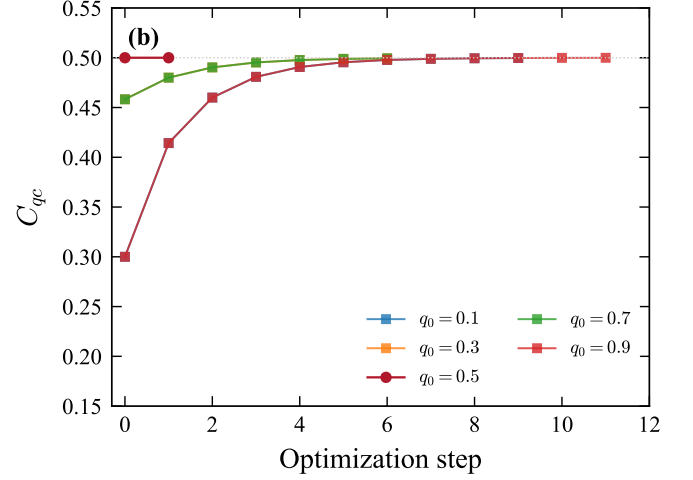 (b)
0.55
0.50
0.45
0.40
0.35
0.30
0.25
0.20
0.15
C_{qc}
0 2 4 6 8 10 12
Optimization step
q_0 = 0.1
q_0 = 0.3
q_0 = 0.5
q_0 = 0.7
q_0 = 0.9